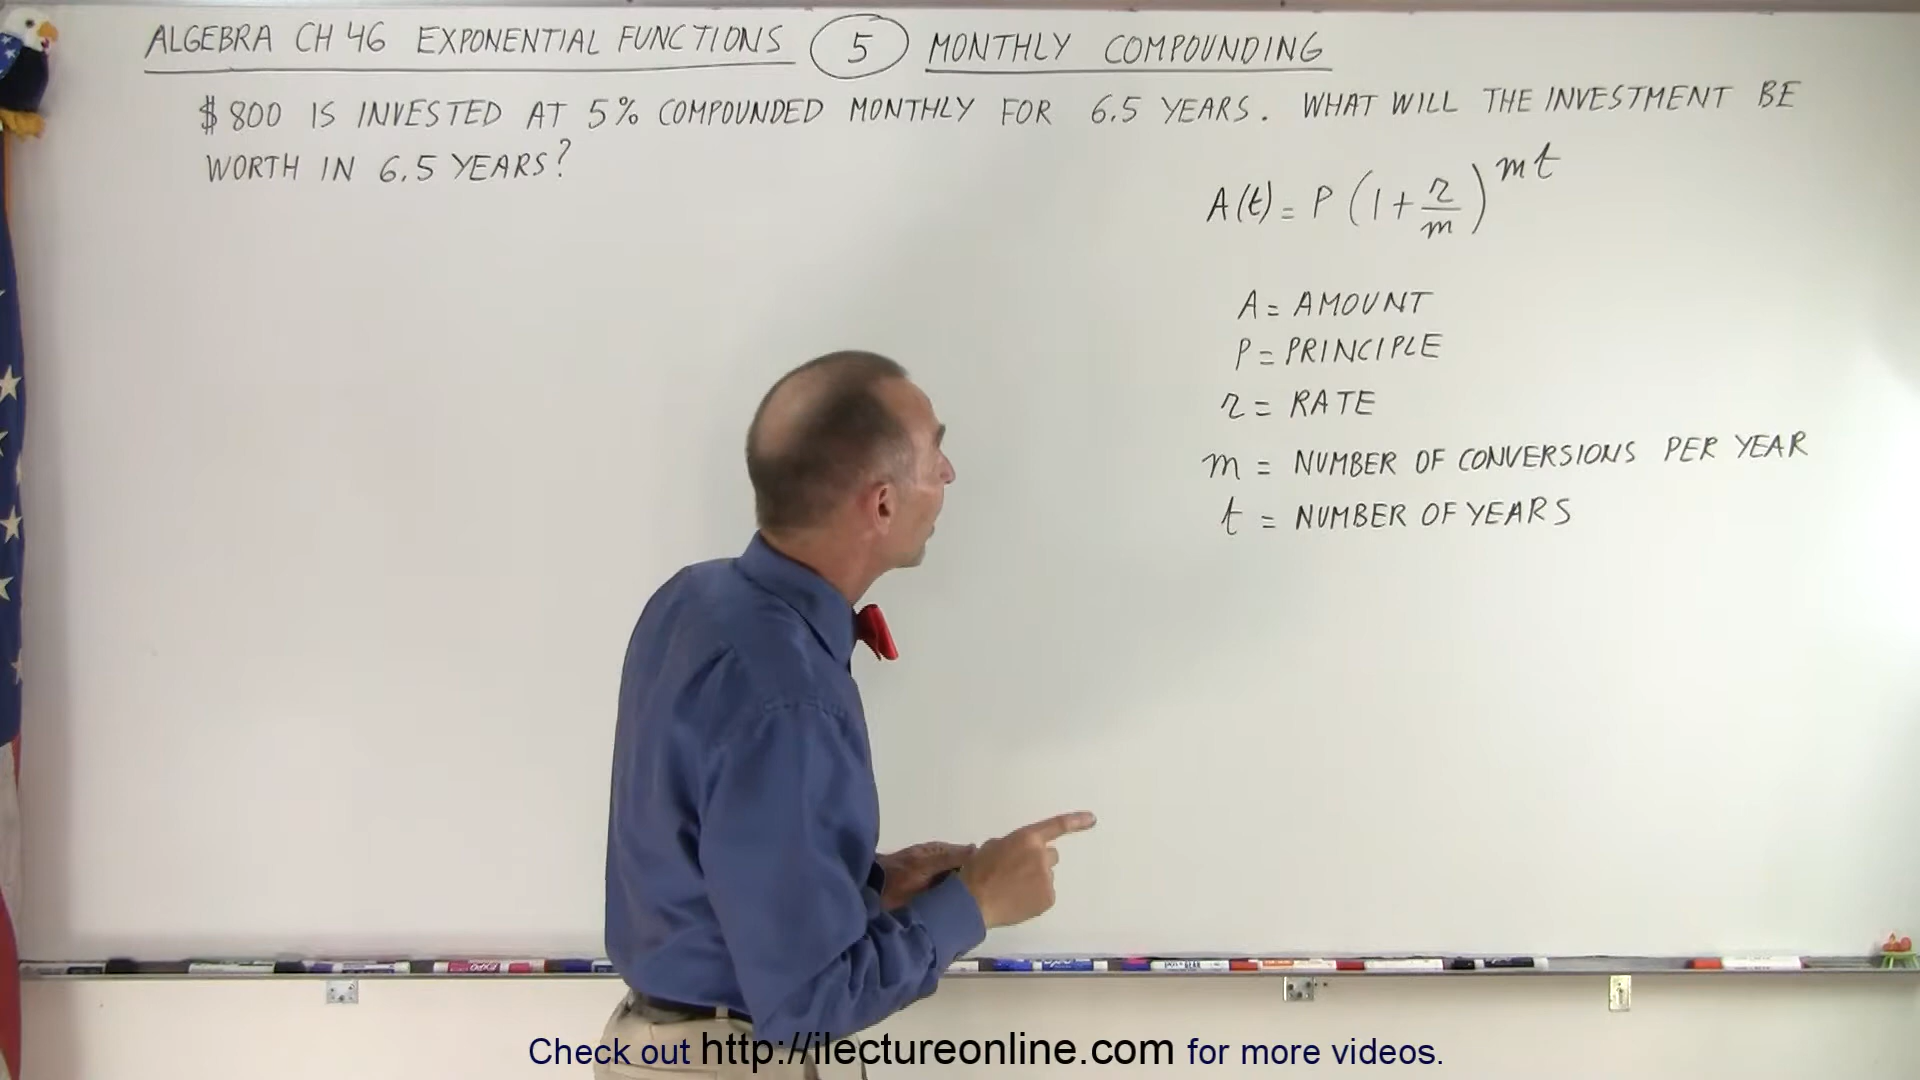 ALGEBRA CH 46 EXPONENTIAL FUNCTIONS 5 MONTHLY COMPOUNDING
$800 IS INVESTED AT 5% COMPOUNDED MONTHLY FOR 6.5 YEARS. WHAT WILL THE INVESTMENT BE
WORTH IN 6.5 YEARS?
A(t) = P (1 + r/m)^mt
A = AMOUNT
P = PRINCIPLE
r = RATE
m = NUMBER OF CONVERSIONS PER YEAR
t = NUMBER OF YEARS
Check out http://ilectureonline.com for more videos.